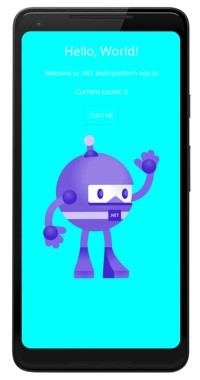 Hello, World!
Welcome to .NET Multi-platform App UI
Current count: 5
CLICK ME
.NET